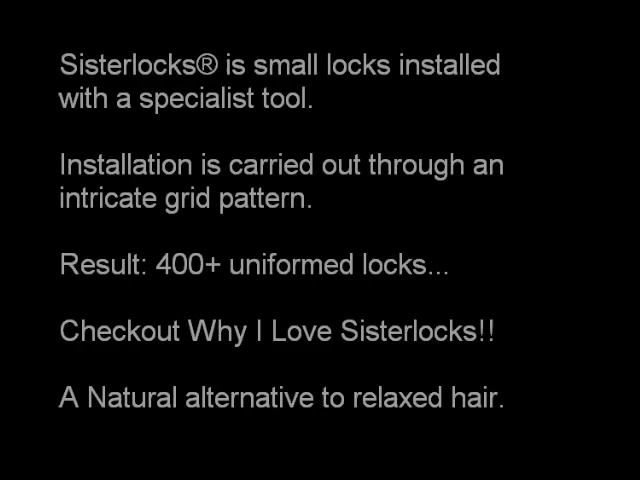 Sisterlocks® is small locks installed
with a specialist tool.
Installation is carried out through an
intricate grid pattern.
Result: 400+ uniformed locks...
Checkout Why I Love Sisterlocks!!
A Natural alternative to relaxed hair.